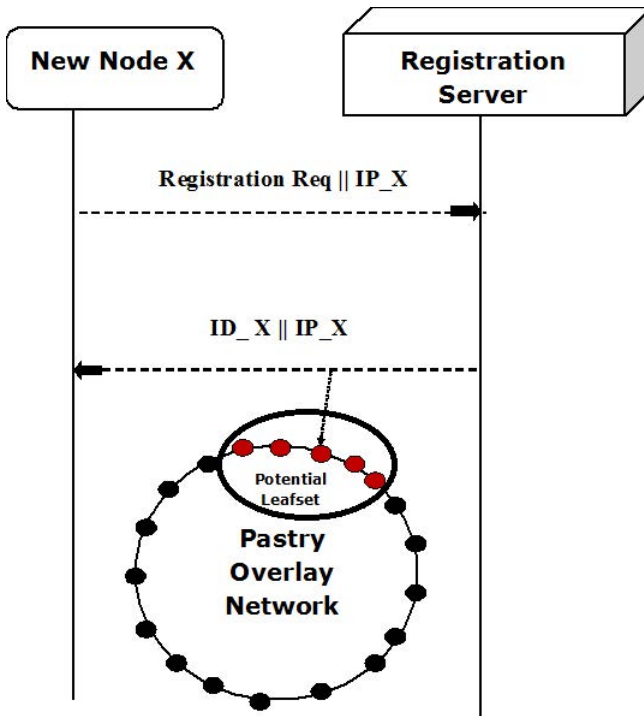 New Node X
Registration
Server
Registration Req || IP_X
ID_ X || IP_X
Potential
Leafset
Pastry
Overlay
Network